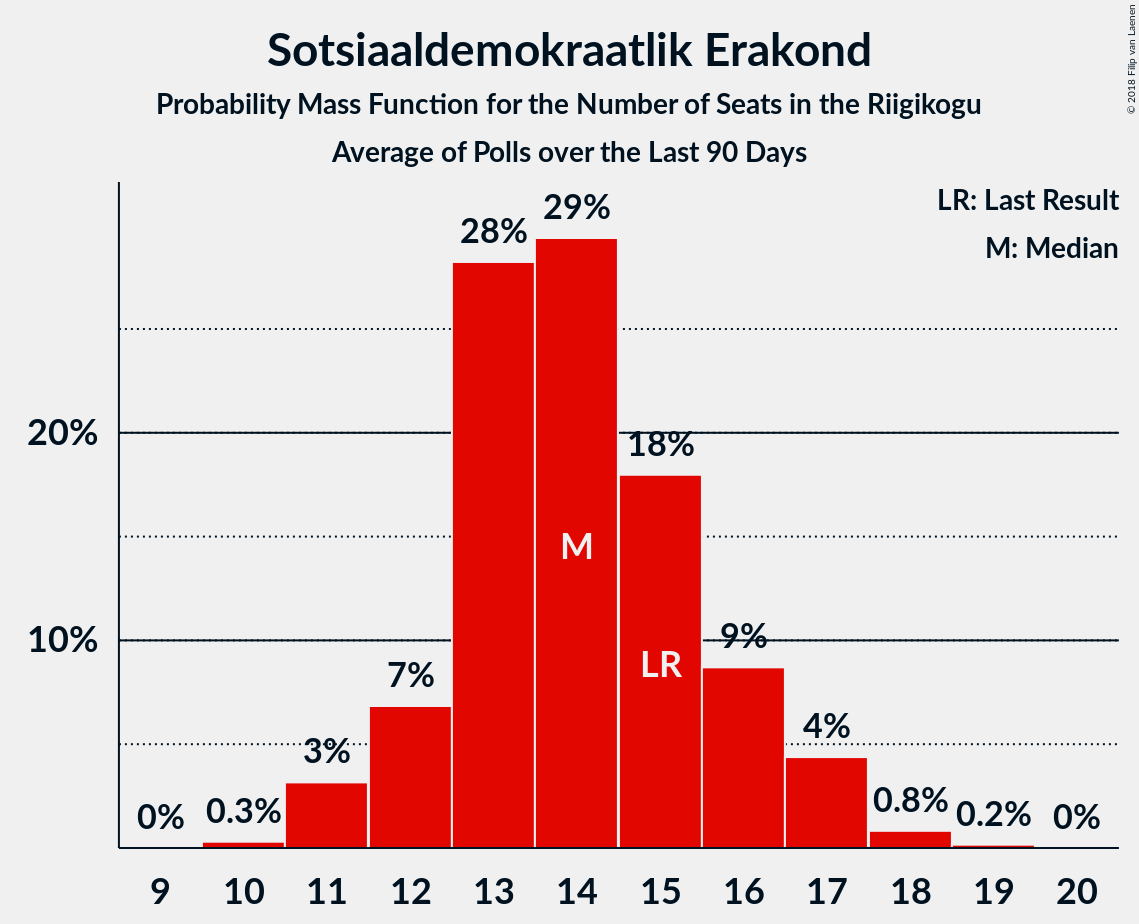 Sotsiaaldemokraatlik Erakond
Probability Mass Function for the Number of Seats in the Riigikogu
Average of Polls over the Last 90 Days
© 2018 Filip van Laenen
LR: Last Result
M: Median
29%
28%
20%
18%
M
10%
9%
LR
7%
4%
3%
0%
0.3%
0.8%
0.2%
0%
9 10 11 12 13 14 15 16 17 18 19 20